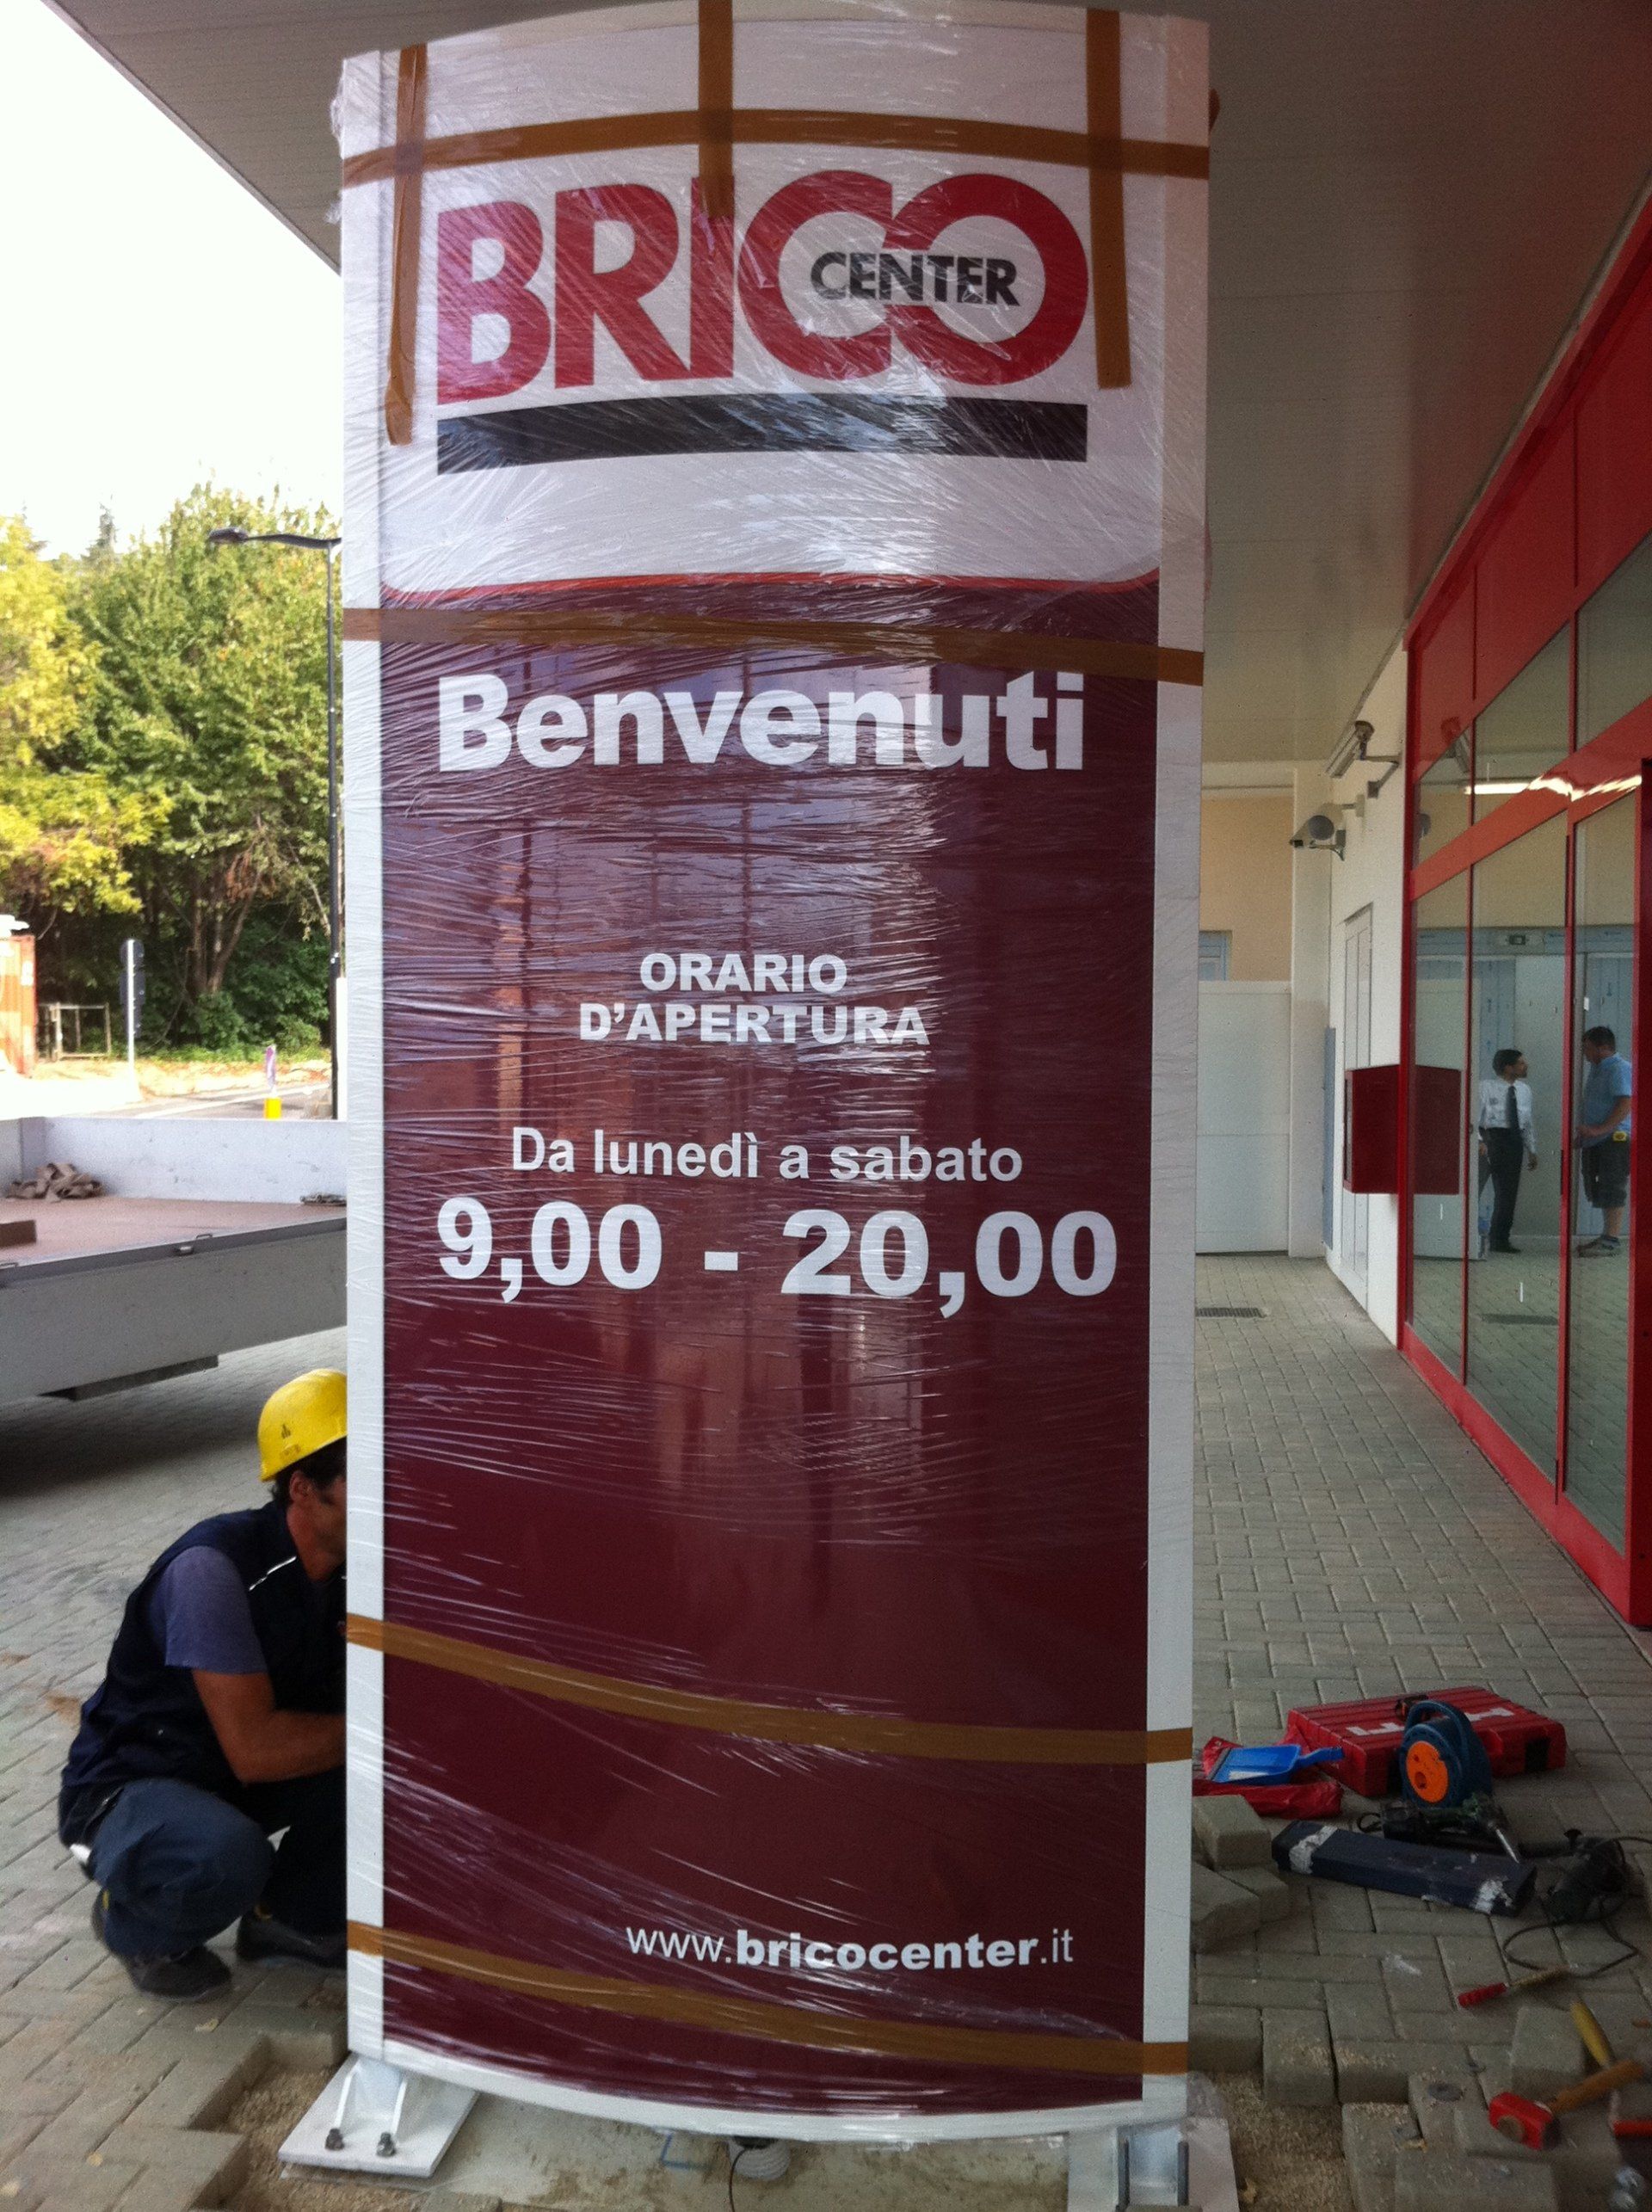 BRICO
CENTER
Benvenuti
ORARIO
D'APERTURA
Da lunedì a sabato
9,00 - 20,00
www.bricocenter.it